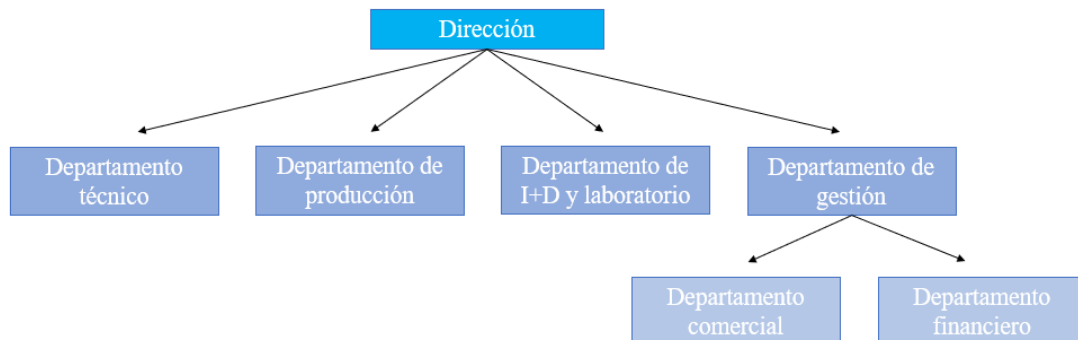 Dirección
Departamento
técnico
Departamento de
producción
Departamento de
I+D y laboratorio
Departamento de
gestión
Departamento
comercial
Departamento
financiero